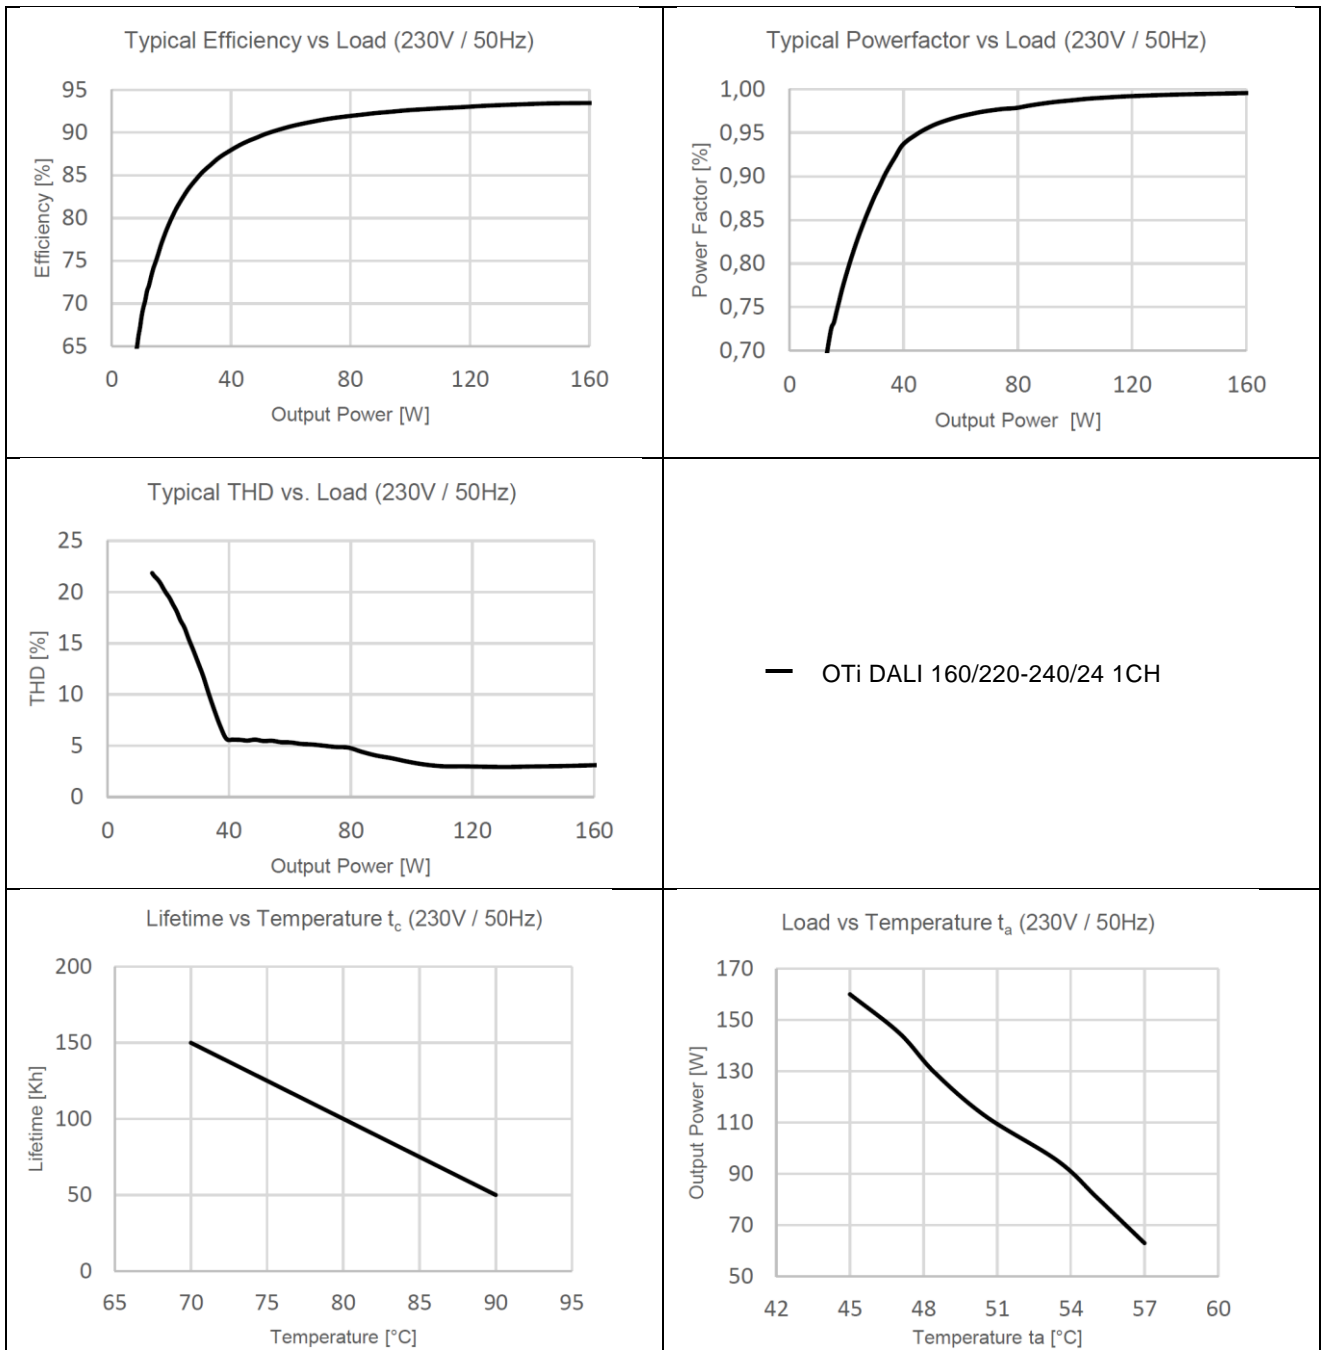 Typical Efficiency vs Load (230V / 50Hz)
95
90
85
80
75
70
65
Efficiency [%]
0 40 80 120 160
Output Power [W]
Typical Powerfactor vs Load (230V / 50Hz)
1,00
0,95
0,90
0,85
0,80
0,75
0,70
Power Factor [%]
0 40 80 120 160
Output Power [W]
Typical THD vs. Load (230V / 50Hz)
25
20
15
10
5
0
THD [%]
0 40 80 120 160
Output Power [W]
OTi DALI 160/220-240/24 1CH
Lifetime vs Temperature tc (230V / 50Hz)
200
150
100
50
0
Lifetime [Kh]
65 70 75 80 85 90 95
Temperature [°C]
Load vs Temperature ta (230V / 50Hz)
170
150
130
110
90
70
50
Output Power [W]
42 45 48 51 54 57 60
Temperature ta [°C]